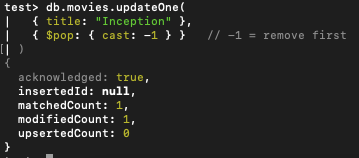 test> db.movies.updateOne(
|   { title: "Inception" },
|   { $pop: { cast: -1 } }   // -1 = remove first
| )
{
  acknowledged: true,
  insertedId: null,
  matchedCount: 1,
  modifiedCount: 1,
  upsertedCount: 0
}